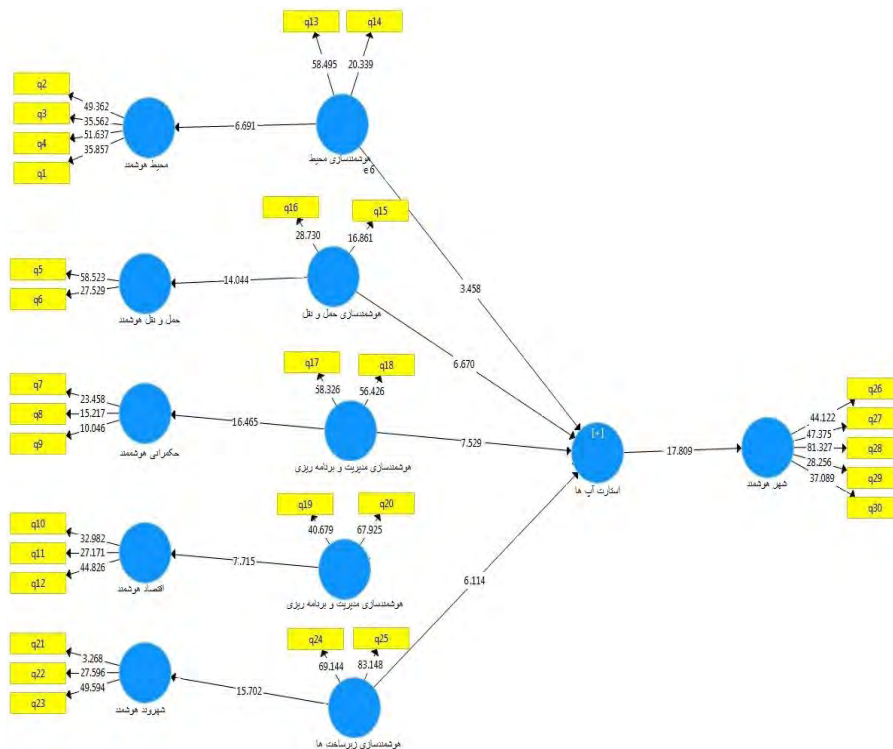 q13
q14
58.495
20.339
q2
q3
q4
q1
49.362
35.562
51.637
35.857
محیط هوشمند
6.691
هوشمندسازی محیط
e 6
3.458
q16
q15
28.730
16.861
q5
q6
58.523
27.529
حمل و نقل هوشمند
14.044
هوشمندسازی حمل و نقل
6.670
q17
q18
58.326
56.426
q7
q8
q9
23.458
15.217
10.046
حکمرانی هوشمند
16.465
هوشمندسازی مدیریت و برنامه ریزی
7.529
[+]
استارت آپ ها
17.809
شهر هوشمند
q26
q27
q28
q29
q30
44.122
47.375
81.327
28.256
37.089
q19
q20
40.679
67.925
q10
q11
q12
32.982
27.171
44.826
اقتصاد هوشمند
7.715
هوشمندسازی مدیریت و برنامه ریزی
6.114
q24
q25
69.144
83.148
q21
q22
q23
3.268
27.596
49.594
شهروند هوشمند
15.702
هوشمندسازی زیرساخت ها